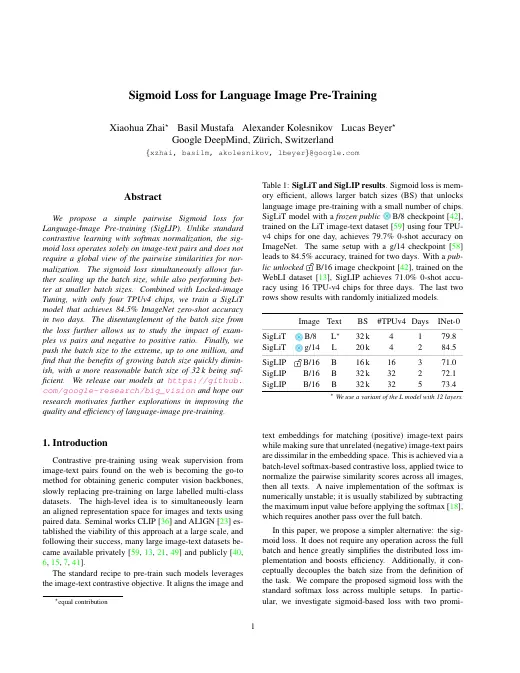 Sigmoid Loss for Language Image Pre-Training
Xiaohua Zhai* Basil Mustafa Alexander Kolesnikov Lucas Beyer*
Google DeepMind, Zürich, Switzerland
{xzhai, basilm, akolesnikov, lbeyer}@google.com
Abstract
We propose a simple pairwise Sigmoid loss for
Language-Image Pre-training (SigLIP). Unlike standard
contrastive learning with softmax normalization, the sig-
moid loss operates solely on image-text pairs and does not
require a global view of the pairwise similarities for nor-
malization. The sigmoid loss simultaneously allows fur-
ther scaling up the batch size, while also performing bet-
ter at smaller batch sizes. Combined with Locked-image
Tuning, with only four TPUv4 chips, we train a SigLiT
model that achieves 84.5% ImageNet zero-shot accuracy
in two days. The disentanglement of the batch size from
the loss further allows us to study the impact of exam-
ples vs pairs and negative to positive ratio. Finally, we
push the batch size to the extreme, up to one million, and
find that the benefits of growing batch size quickly dimin-
ish, with a more reasonable batch size of 32 k being suf-
ficient. We release our models at https://github.
com/google-research/big_vision and hope our
research motivates further explorations in improving the
quality and efficiency of language-image pre-training.
1. Introduction
Contrastive pre-training using weak supervision from
image-text pairs found on the web is becoming the go-to
method for obtaining generic computer vision backbones,
slowly replacing pre-training on large labelled multi-class
datasets. The high-level idea is to simultaneously learn
an aligned representation space for images and texts using
paired data. Seminal works CLIP [36] and ALIGN [23] es-
tablished the viability of this approach at a large scale, and
following their success, many large image-text datasets be-
came available privately [59, 13, 21, 49] and publicly [40,
6, 15, 7, 41].
The standard recipe to pre-train such models leverages
the image-text contrastive objective. It aligns the image and
*equal contribution
Table 1: SigLiT and SigLIP results. Sigmoid loss is mem-
ory efficient, allows larger batch sizes (BS) that unlocks
language image pre-training with a small number of chips.
SigLiT model with a frozen public B/8 checkpoint [42],
trained on the LiT image-text dataset [59] using four TPU-
v4 chips for one day, achieves 79.7% 0-shot accuracy on
ImageNet. The same setup with a g/14 checkpoint [58]
leads to 84.5% accuracy, trained for two days. With a pub-
lic unlocked B/16 image checkpoint [42], trained on the
WebLI dataset [13], SigLIP achieves 71.0% 0-shot accu-
racy using 16 TPU-v4 chips for three days. The last two
rows show results with randomly initialized models.
Image Text BS #TPUv4 Days INet-0
SigLiT B/8 L* 32 k 4 1 79.8
SigLiT g/14 L 20 k 4 2 84.5
SigLIP B/16 B 16 k 16 3 71.0
SigLIP B/16 B 32 k 32 2 72.1
SigLIP B/16 B 32 k 32 5 73.4
* We use a variant of the L model with 12 layers.
text embeddings for matching (positive) image-text pairs
while making sure that unrelated (negative) image-text pairs
are dissimilar in the embedding space. This is achieved via a
batch-level softmax-based contrastive loss, applied twice to
normalize the pairwise similarity scores across all images,
then all texts. A naive implementation of the softmax is
numerically unstable; it is usually stabilized by subtracting
the maximum input value before applying the softmax [18],
which requires another pass over the full batch.
In this paper, we propose a simpler alternative: the sig-
moid loss. It does not require any operation across the full
batch and hence greatly simplifies the distributed loss im-
plementation and boosts efficiency. Additionally, it con-
ceptually decouples the batch size from the definition of
the task. We compare the proposed sigmoid loss with the
standard softmax loss across multiple setups. In partic-
ular, we investigate sigmoid-based loss with two promi-
1